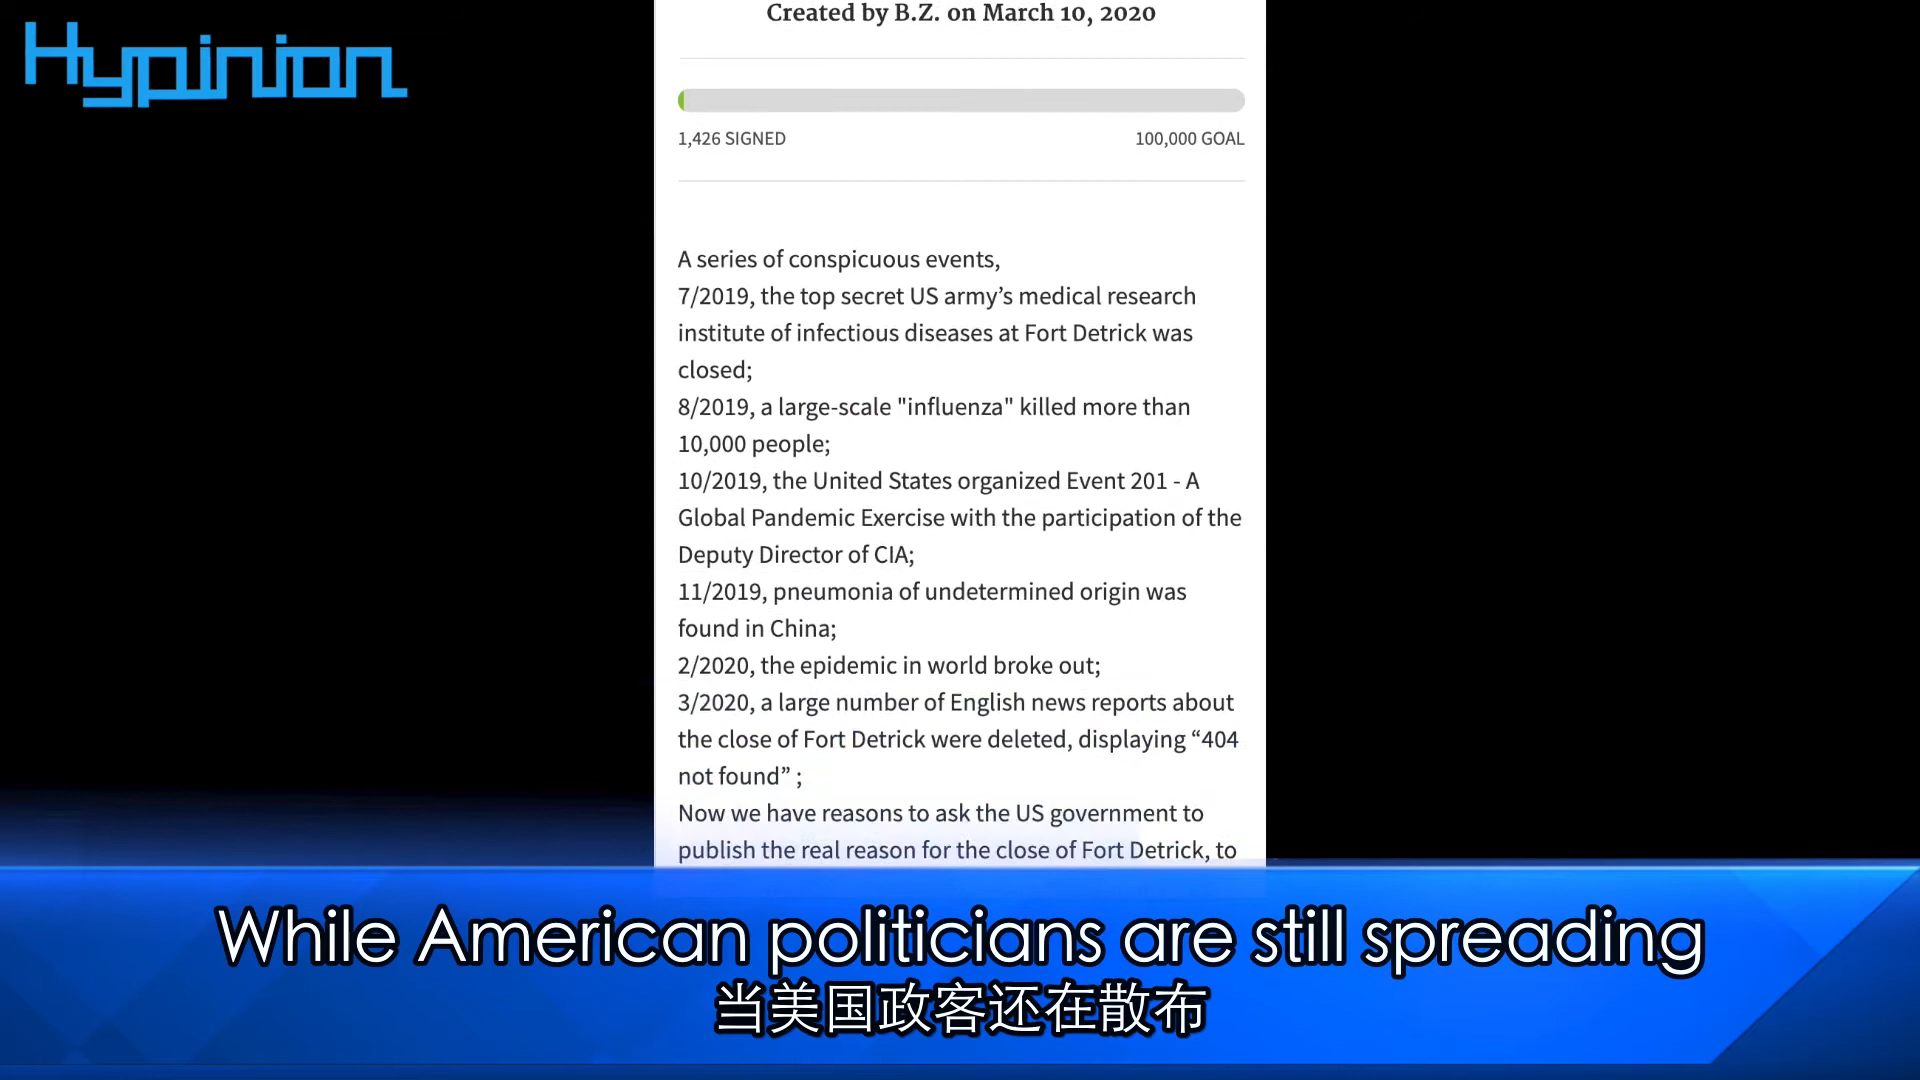 Hypinion
Created by B.Z. on March 10, 2020
1,426 SIGNED
100,000 GOAL
A series of conspicuous events,
7/2019, the top secret US army’s medical research
institute of infectious diseases at Fort Detrick was
closed;
8/2019, a large-scale "influenza" killed more than
10,000 people;
10/2019, the United States organized Event 201 - A
Global Pandemic Exercise with the participation of the
Deputy Director of CIA;
11/2019, pneumonia of undetermined origin was
found in China;
2/2020, the epidemic in world broke out;
3/2020, a large number of English news reports about
the close of Fort Detrick were deleted, displaying “404
not found” ;
Now we have reasons to ask the US government to
publish the real reason for the close of Fort Detrick, to
While American politicians are still spreading
当美国政客还在散布